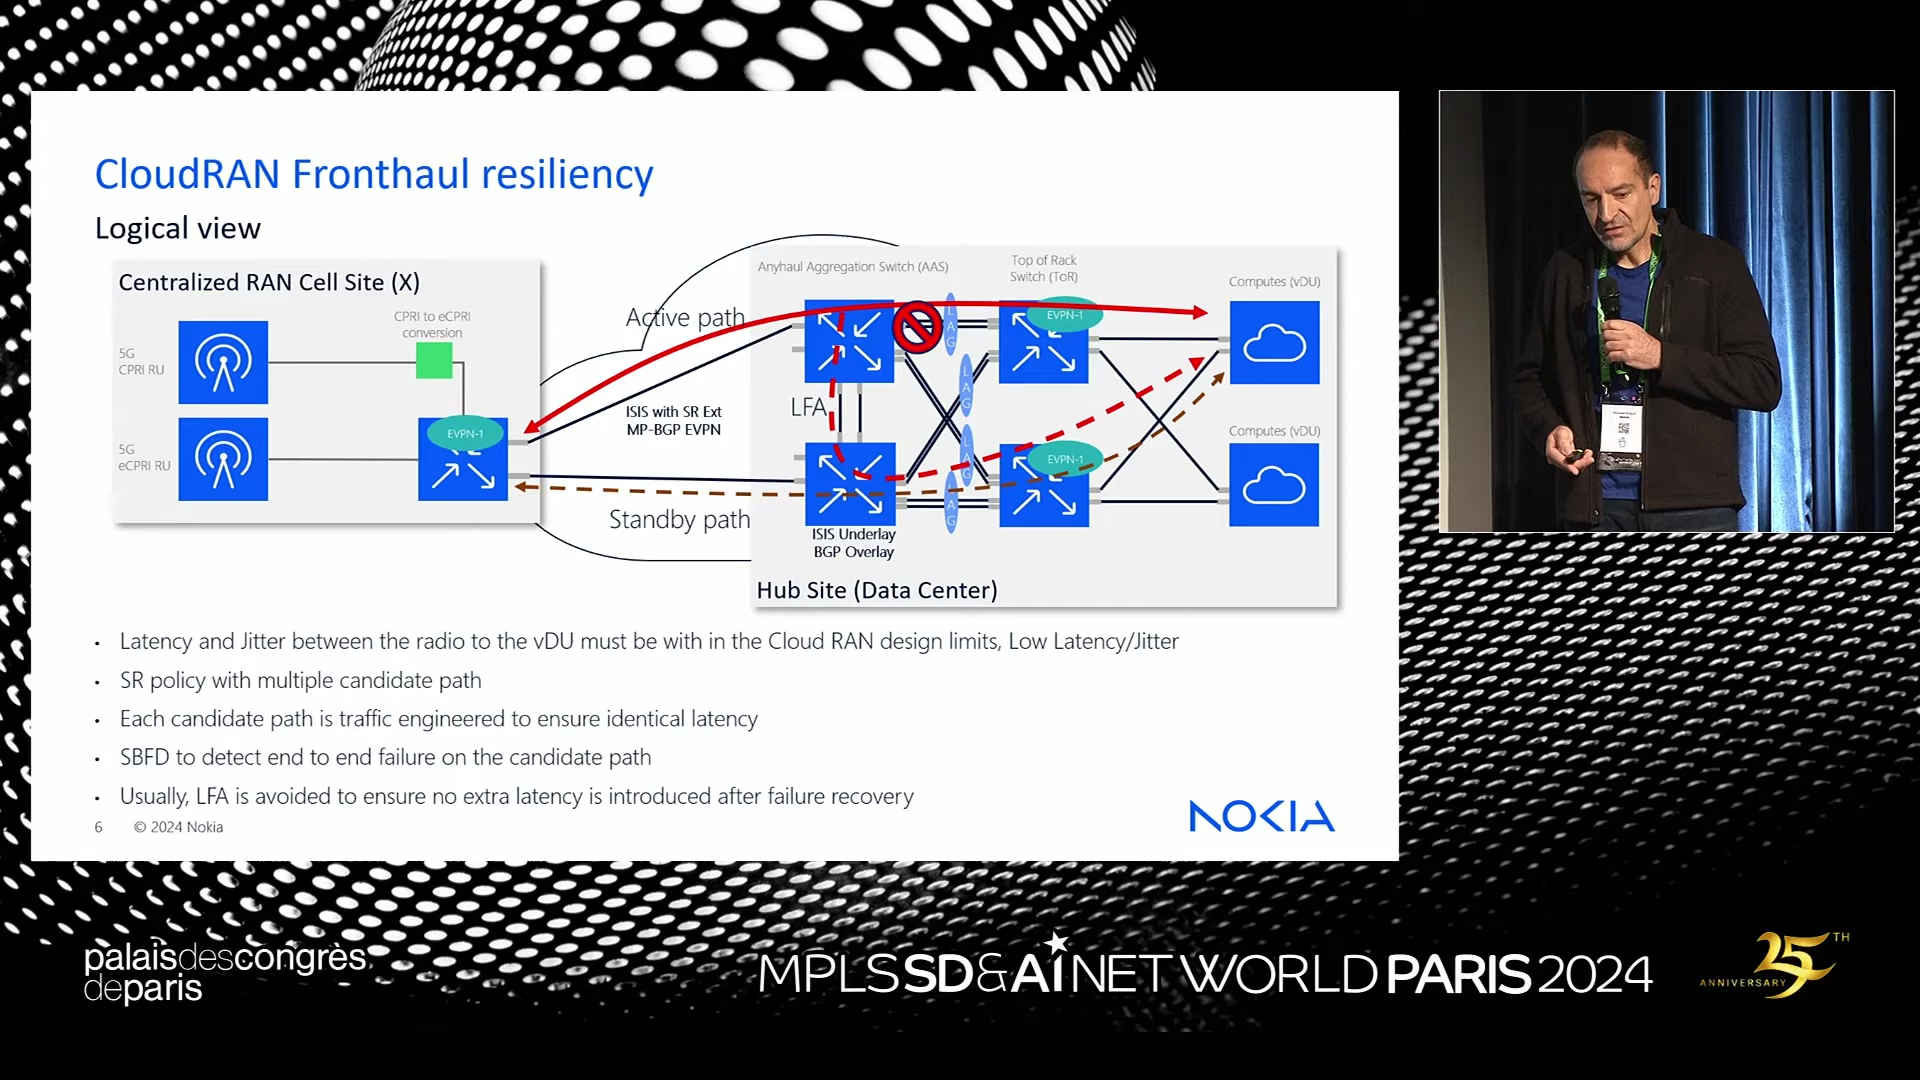 CloudRAN Fronthaul resiliency
Logical view
Centralized RAN Cell Site (X)
CPRI to eCPRI
conversion
5G
CPRI RU
5G
eCPRI RU
EVPN-1
Active path
ISIS with SR Ext
MP-BGP EVPN
Standby path
Anyhaul Aggregation Switch (AAS)
Top of Rack
Switch (ToR)
Computes (vDU)
LAG
EVPN-1
LAG
LFA
Computes (vDU)
LAG
EVPN-1
LAG
ISIS Underlay
BGP Overlay
Hub Site (Data Center)
• Latency and Jitter between the radio to the vDU must be with in the Cloud RAN design limits, Low Latency/Jitter
• SR policy with multiple candidate path
• Each candidate path is traffic engineered to ensure identical latency
• SBFD to detect end to end failure on the candidate path
• Usually, LFA is avoided to ensure no extra latency is introduced after failure recovery
6 © 2024 Nokia
NOKIA
palaisdescongrès
deparis
MPLS SD & AI NET WORLD PARIS 2024
25TH
ANNIVERSARY